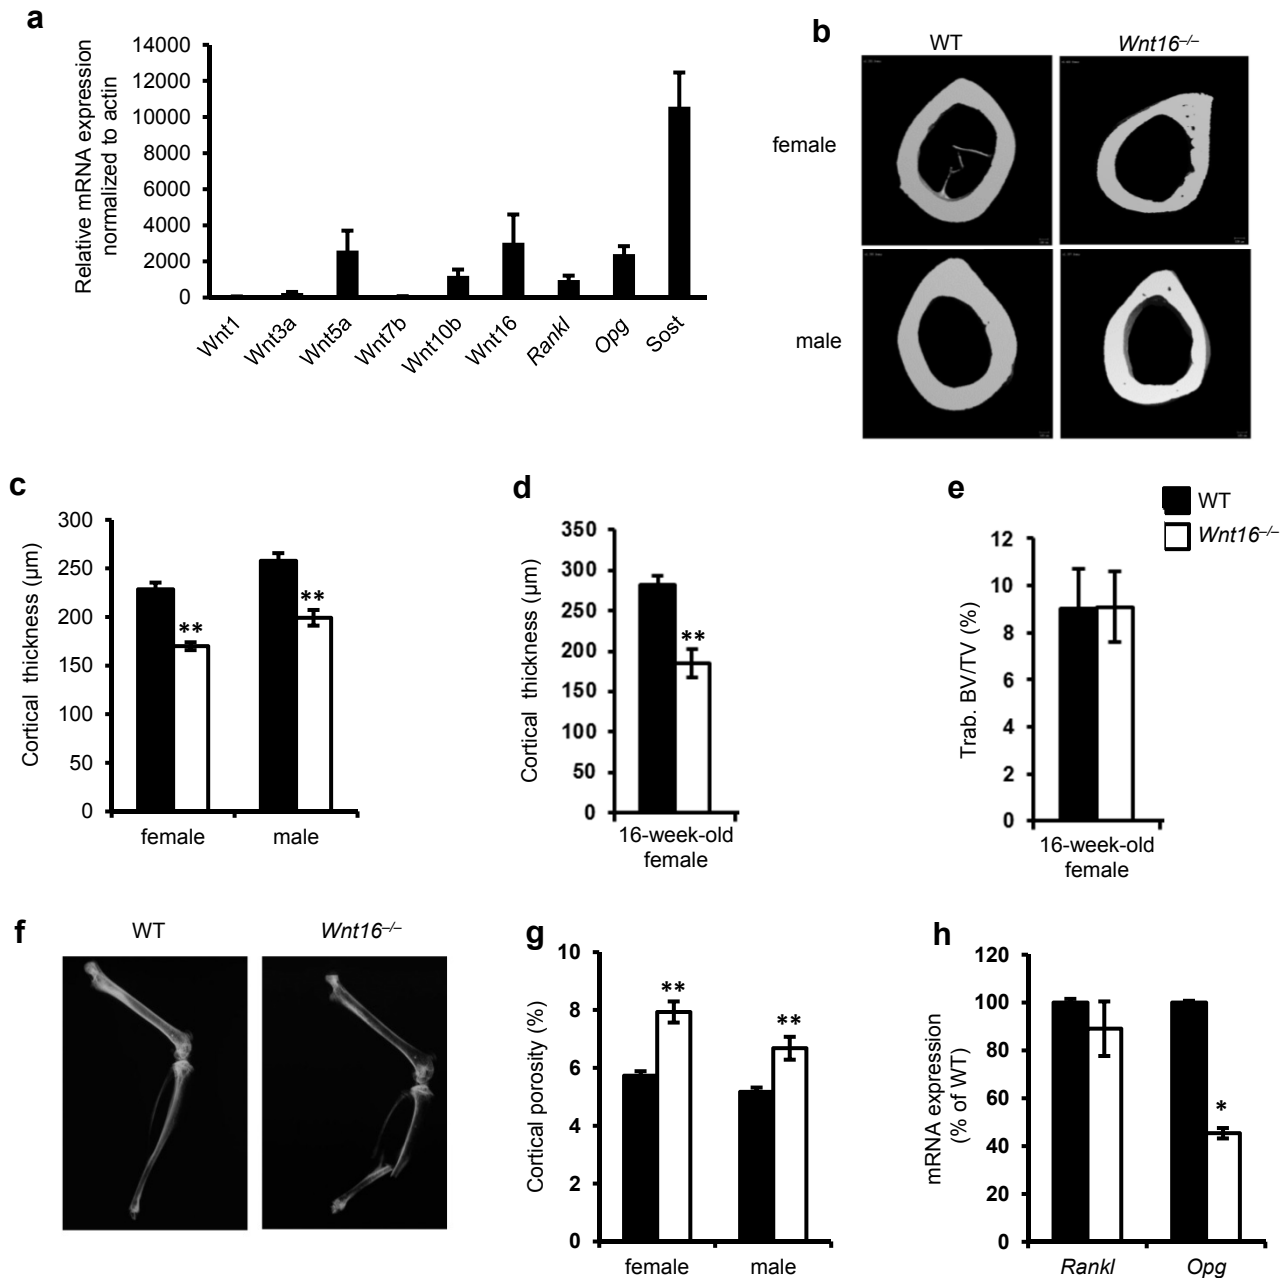 a
Relative mRNA expression
normalized to actin
14000
12000
10000
8000
6000
4000
2000
0
Wnt1
Wnt3a
Wnt5a
Wnt7b
Wnt10b
Wnt16
Rankl
Opg
Sost
b
WT
Wnt16–/–
female
male
c
Cortical thickness (µm)
300
250
200
150
100
50
0
**
**
female
male
d
Cortical thickness (µm)
350
300
250
200
150
100
50
0
**
16-week-old
female
e
WT
Wnt16–/–
Trab. BV/TV (%)
12
10
8
6
4
2
0
16-week-old
female
f
WT
Wnt16–/–
g
Cortical porosity (%)
10
8
6
4
2
0
**
**
female
male
h
mRNA expression
(% of WT)
120
100
80
60
40
20
0
*
Rankl
Opg